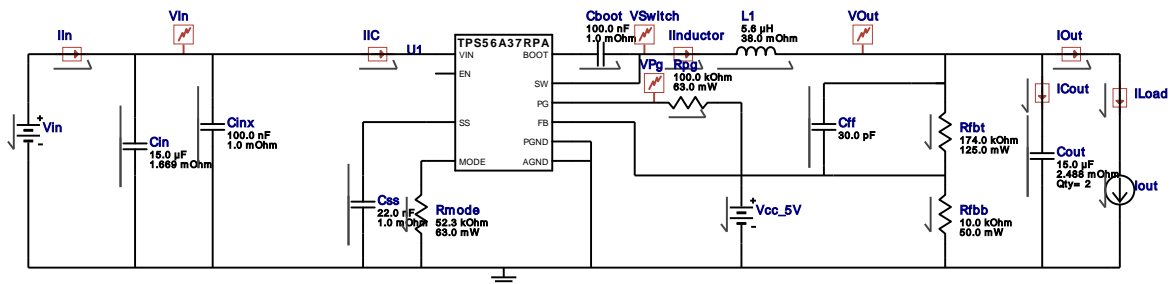 IIn
VIn
IIC
U1
TPS56A37RPA
VIN
BOOT
EN
SW
PG
SS
FB
PGND
MODE
AGND
Cboot
100.0 nF
1.0 mOhm
VSwitch
IInductor
L1
5.6 µH
38.0 mOhm
VOut
IOut
VPg
Rpg
100.0 kOhm
63.0 mW
ICout
ILoad
Vin
Cin
15.0 µF
1.669 mOhm
Cinx
100.0 nF
1.0 mOhm
Css
22.0 nF
1.0 mOhm
Rmode
52.3 kOhm
63.0 mW
Vcc_5V
Cff
30.0 pF
Rfbt
174.0 kOhm
125.0 mW
Rfbb
10.0 kOhm
50.0 mW
Cout
15.0 µF
2.488 mOhm
Qty= 2
Iout